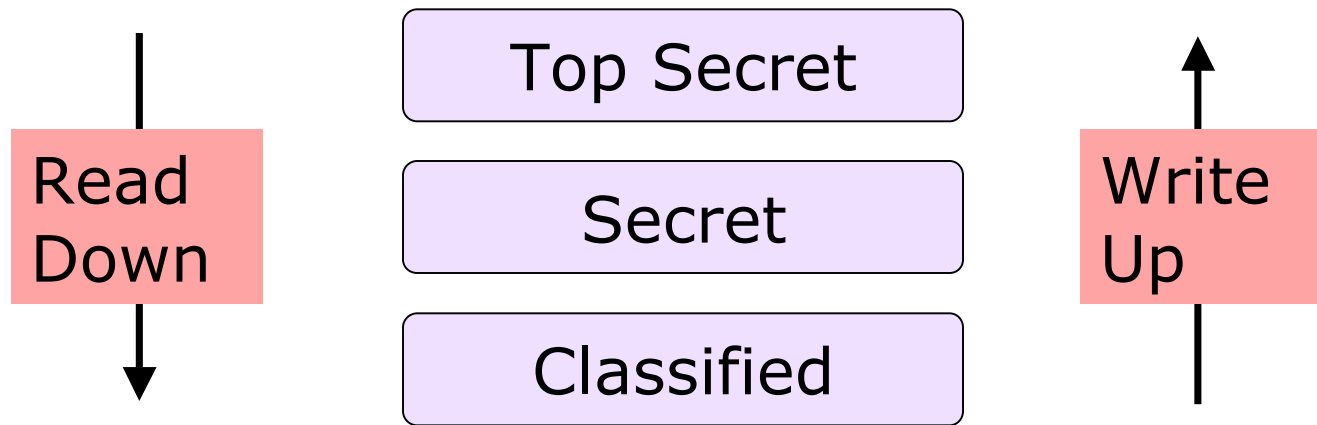 Top Secret
Read
Down
Secret
Write
Up
Classified